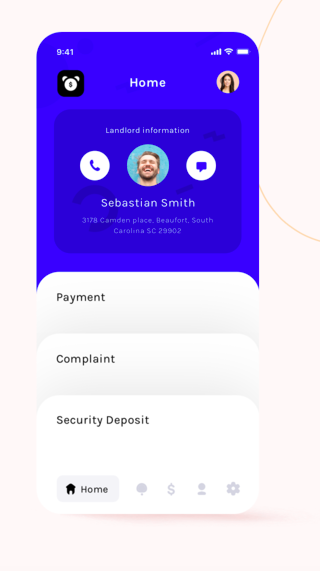 9:41
Home
Landlord information
Sebastian Smith
3178 Camden place, Beaufort, South
Carolina SC 29902
Payment
Complaint
Security Deposit
Home
$